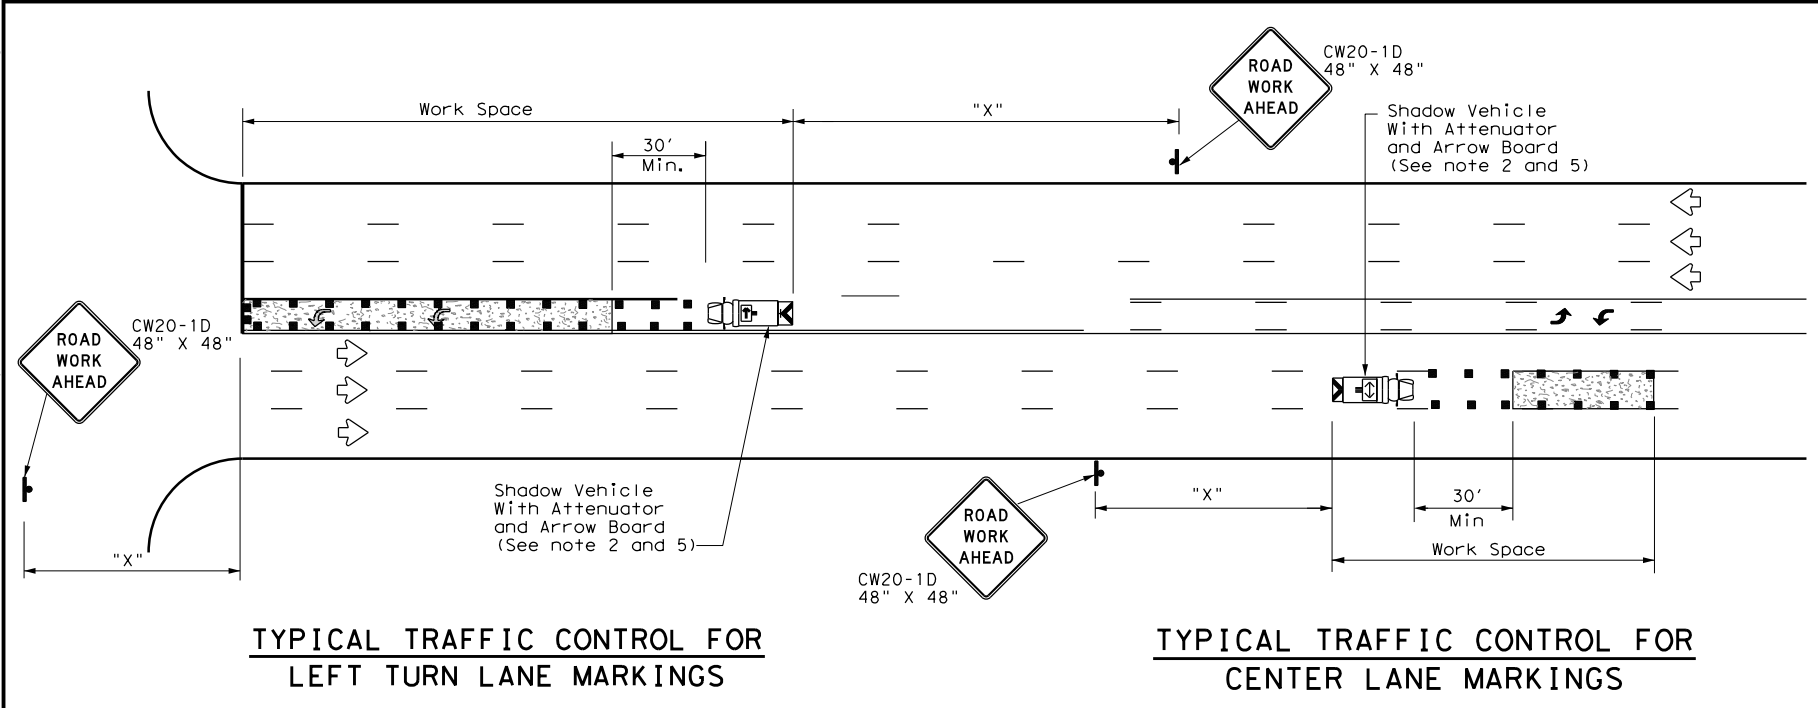 ROAD
WORK
AHEAD
CW20-1D
48" X 48"
Work Space
"X"
30'
Min.
Shadow Vehicle
With Attenuator
and Arrow Board
(See note 2 and 5)
ROAD
WORK
AHEAD
CW20-1D
48" X 48"
"X"
Shadow Vehicle
With Attenuator
and Arrow Board
(See note 2 and 5)
ROAD
WORK
AHEAD
CW20-1D
48" X 48"
"X"
30'
Min
Work Space
TYPICAL TRAFFIC CONTROL FOR
LEFT TURN LANE MARKINGS
TYPICAL TRAFFIC CONTROL FOR
CENTER LANE MARKINGS